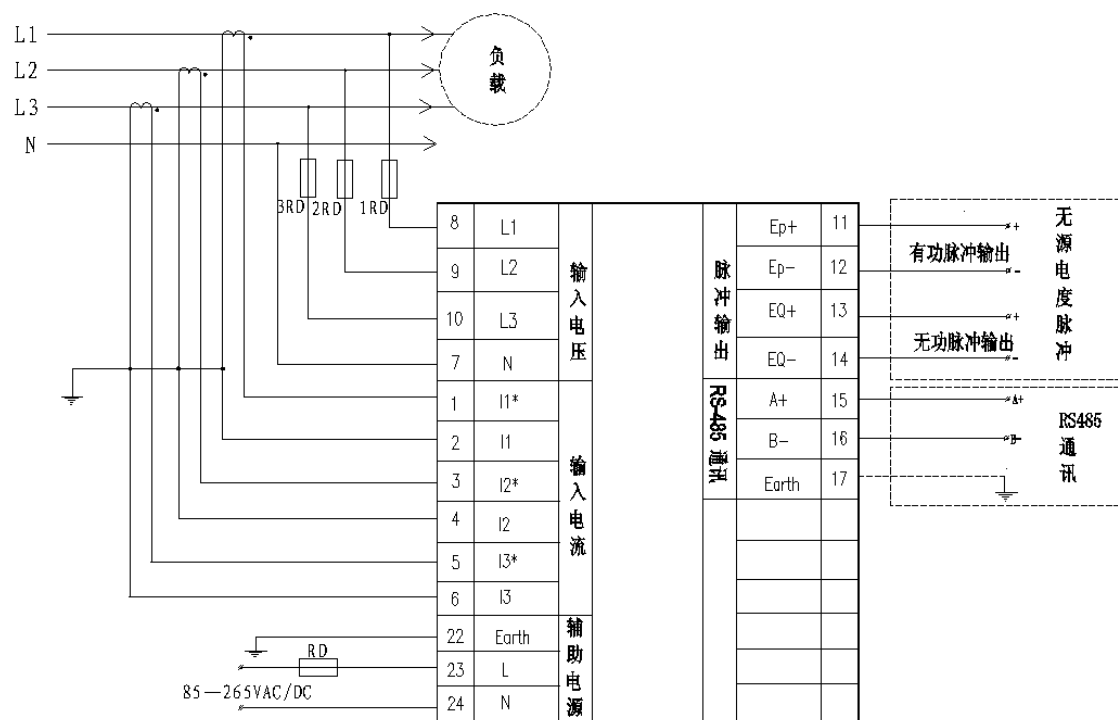 L1
L2
L3
N
负载
3RD 2RD 1RD
8 L1
9 L2
10 L3
7 N
输入电压
1 I1*
2 I1
3 I2*
4 I2
5 I3*
6 I3
输入电流
22 Earth
23 L
24 N
辅助电源
RD
85—265VAC/DC
脉冲输出
Ep+ 11
Ep- 12
EQ+ 13
EQ- 14
RS-485 通讯
A+ 15
B- 16
Earth 17
+
有功脉冲输出
-
+
无功脉冲输出
-
无源电度脉冲
A+
B-
RS485
通
讯